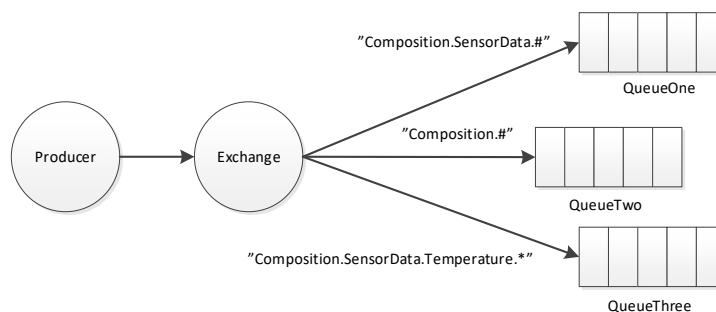 ”Composition.SensorData.#”
QueueOne
Producer
Exchange
”Composition.#”
QueueTwo
”Composition.SensorData.Temperature.*”
QueueThree